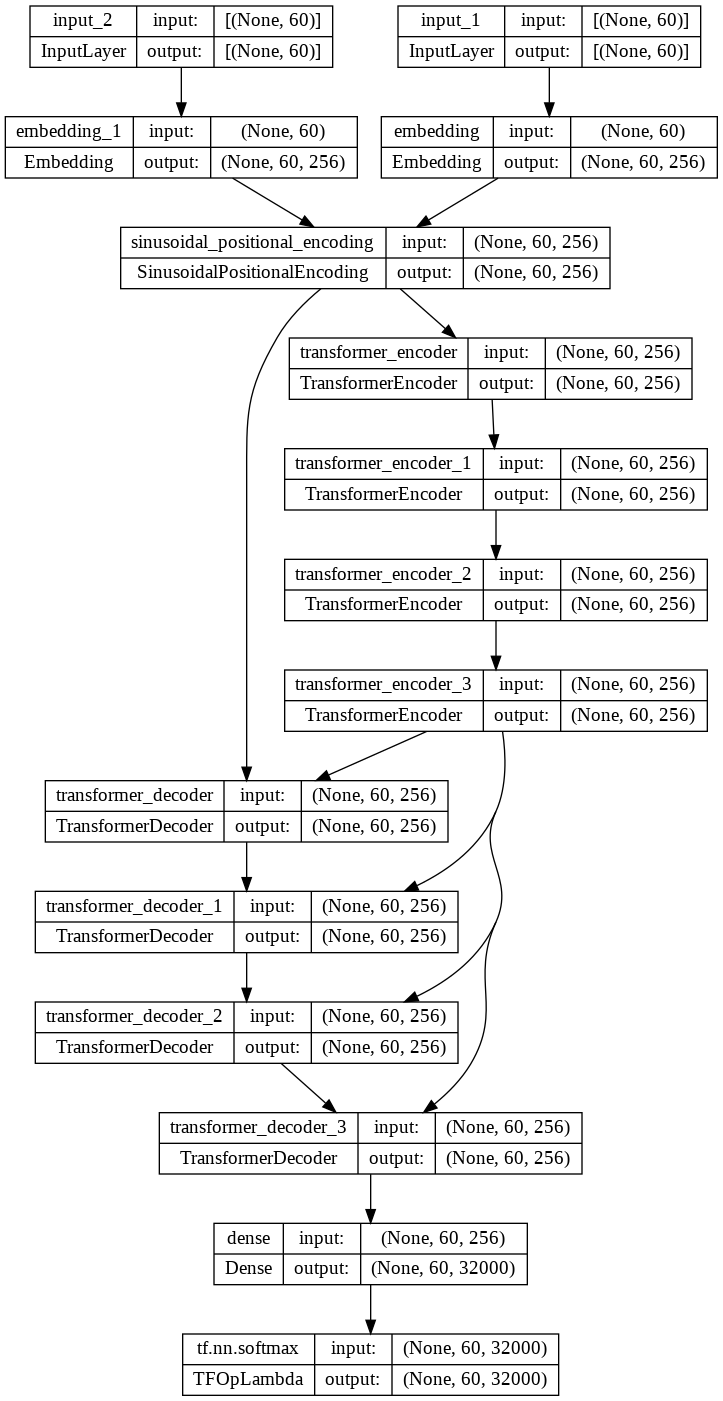 input_2 input: [(None, 60)]
InputLayer output: [(None, 60)]
input_1 input: [(None, 60)]
InputLayer output: [(None, 60)]
embedding_1 input: (None, 60)
Embedding output: (None, 60, 256)
embedding input: (None, 60)
Embedding output: (None, 60, 256)
sinusoidal_positional_encoding input: (None, 60, 256)
SinusoidalPositionalEncoding output: (None, 60, 256)
transformer_encoder input: (None, 60, 256)
TransformerEncoder output: (None, 60, 256)
transformer_encoder_1 input: (None, 60, 256)
TransformerEncoder output: (None, 60, 256)
transformer_encoder_2 input: (None, 60, 256)
TransformerEncoder output: (None, 60, 256)
transformer_encoder_3 input: (None, 60, 256)
TransformerEncoder output: (None, 60, 256)
transformer_decoder input: (None, 60, 256)
TransformerDecoder output: (None, 60, 256)
transformer_decoder_1 input: (None, 60, 256)
TransformerDecoder output: (None, 60, 256)
transformer_decoder_2 input: (None, 60, 256)
TransformerDecoder output: (None, 60, 256)
transformer_decoder_3 input: (None, 60, 256)
TransformerDecoder output: (None, 60, 256)
dense input: (None, 60, 256)
Dense output: (None, 60, 32000)
tf.nn.softmax input: (None, 60, 32000)
TFOpLambda output: (None, 60, 32000)